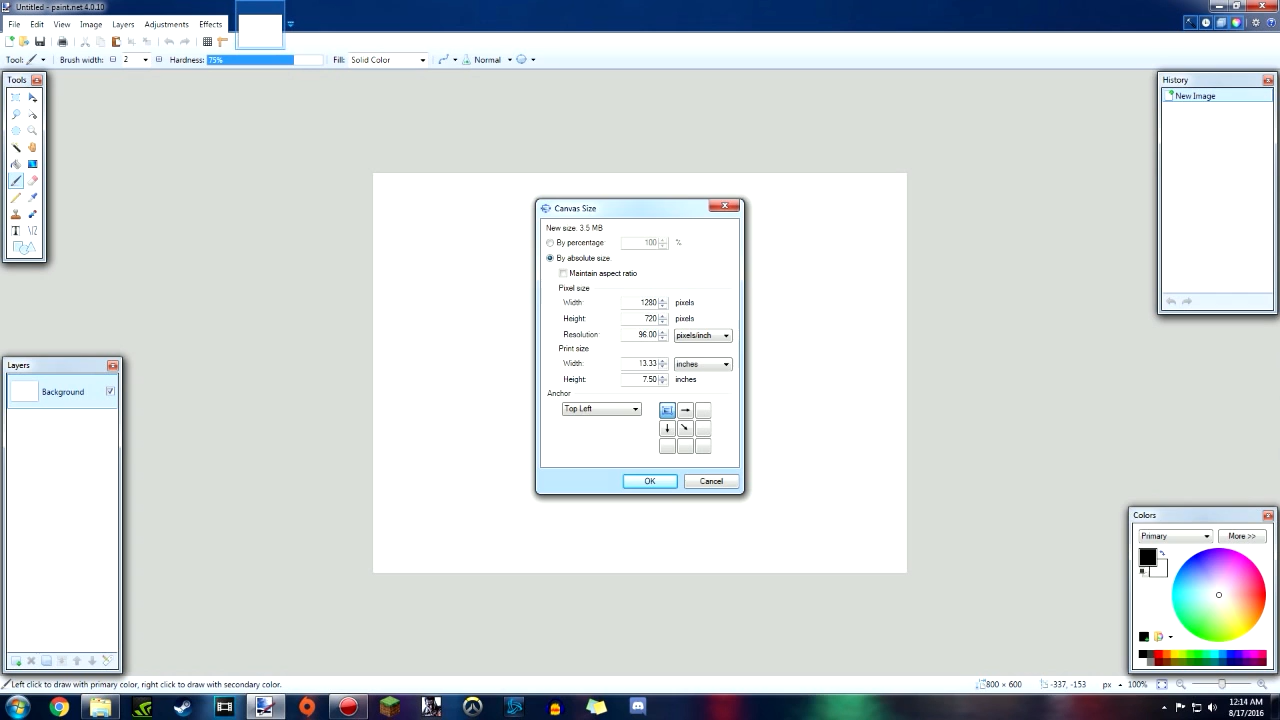 Untitled - paint.net 4.0.10
File Edit View Image Layers Adjustments Effects
Tool: Brush width: 2 Hardness: 75% Fill: Solid Color Normal
Tools
History
New Image
Canvas Size
New size: 3.5 MB
By percentage 100 %
By absolute size:
Maintain aspect ratio
Pixel size
Width: 1280 pixels
Height: 720 pixels
Resolution: 96.00 pixels/inch
Print size
Width: 13.33 inches
Height: 7.50 inches
Anchor
Top Left
OK Cancel
Layers
Background
Colors
Primary More >>
Left click to draw with primary color, right click to draw with secondary color. 800 × 600 -337, -153 px 100%
12:14 AM
8/17/2016